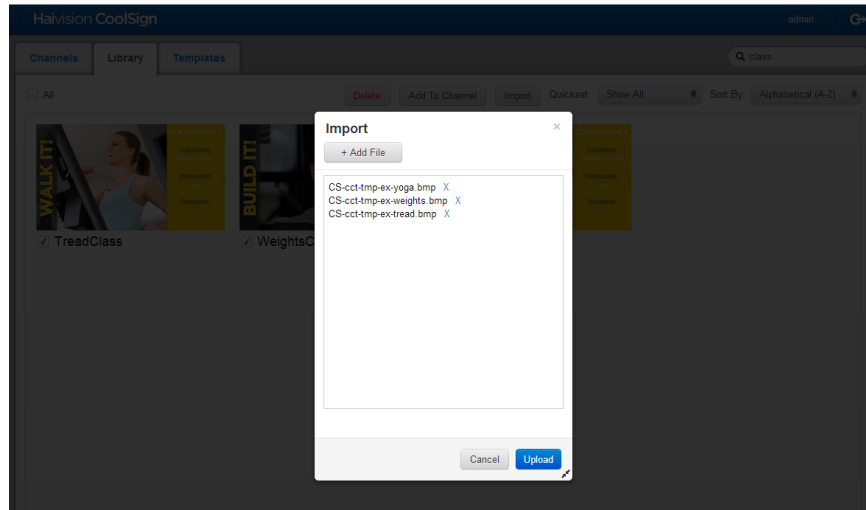 Haivision CoolSign
admin
Channels
Library
Templates
class
All
Delete
Add To Channel
Import
Quickset:
Show All
Sort By:
Alphabetical (A-Z)
Import
×
+ Add File
CS-cct-tmp-ex-yoga.bmp X
CS-cct-tmp-ex-weights.bmp X
CS-cct-tmp-ex-tread.bmp X
WALK IT!
CLASS DETAILS
Location
Instructor
Duration
BUILD IT!
CLASS DETAILS
Location
Instructor
Duration
TreadClass
WeightsC
Cancel
Upload